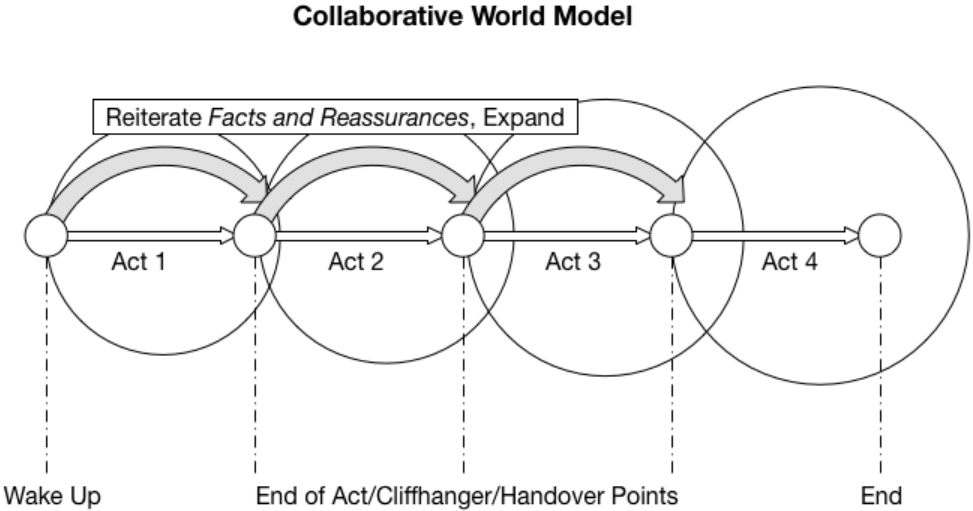 Collaborative World Model
Reiterate Facts and Reassurances, Expand
Act 1
Act 2
Act 3
Act 4
Wake Up
End of Act/Cliffhanger/Handover Points
End